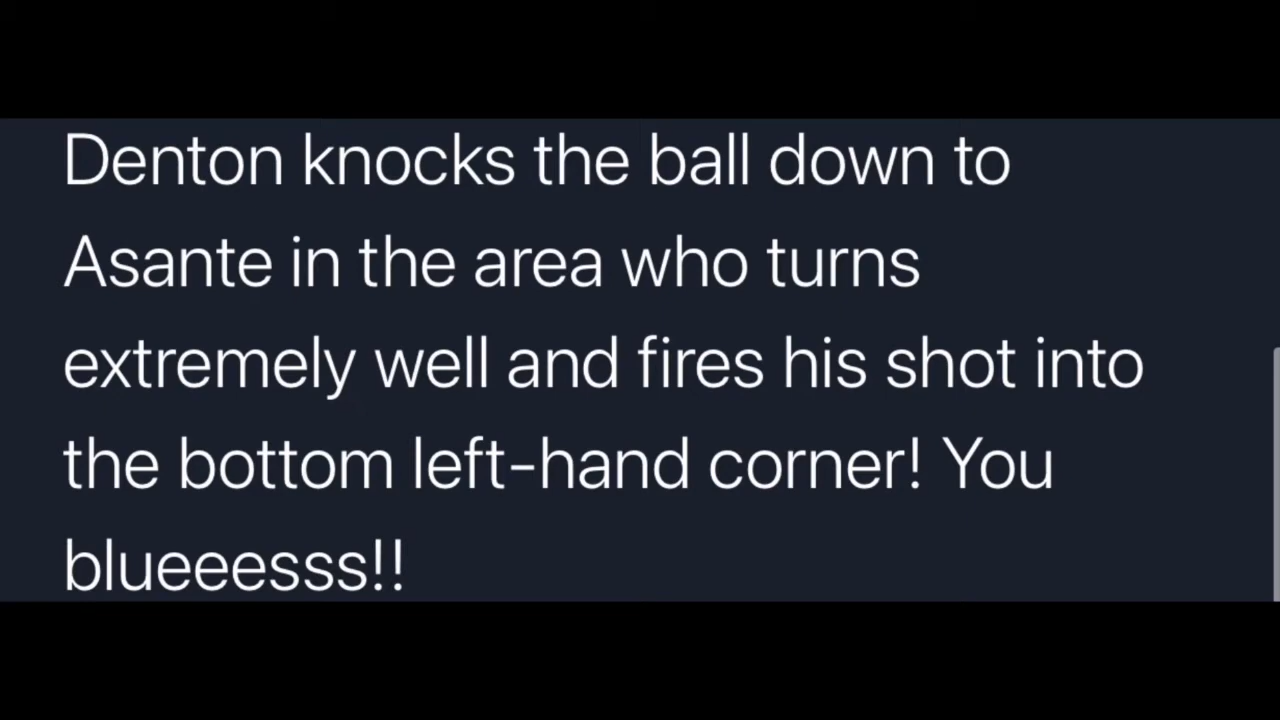 Denton knocks the ball down to
Asante in the area who turns
extremely well and fires his shot into
the bottom left-hand corner! You
blueeesss!!